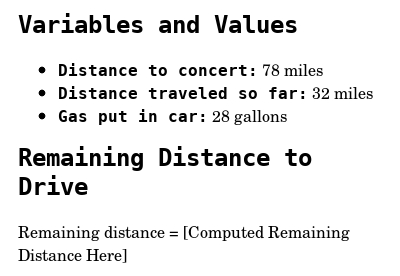 Variables and Values
• Distance to concert: 78 miles
• Distance traveled so far: 32 miles
• Gas put in car: 28 gallons
Remaining Distance to
Drive
Remaining distance = [Computed Remaining
Distance Here]